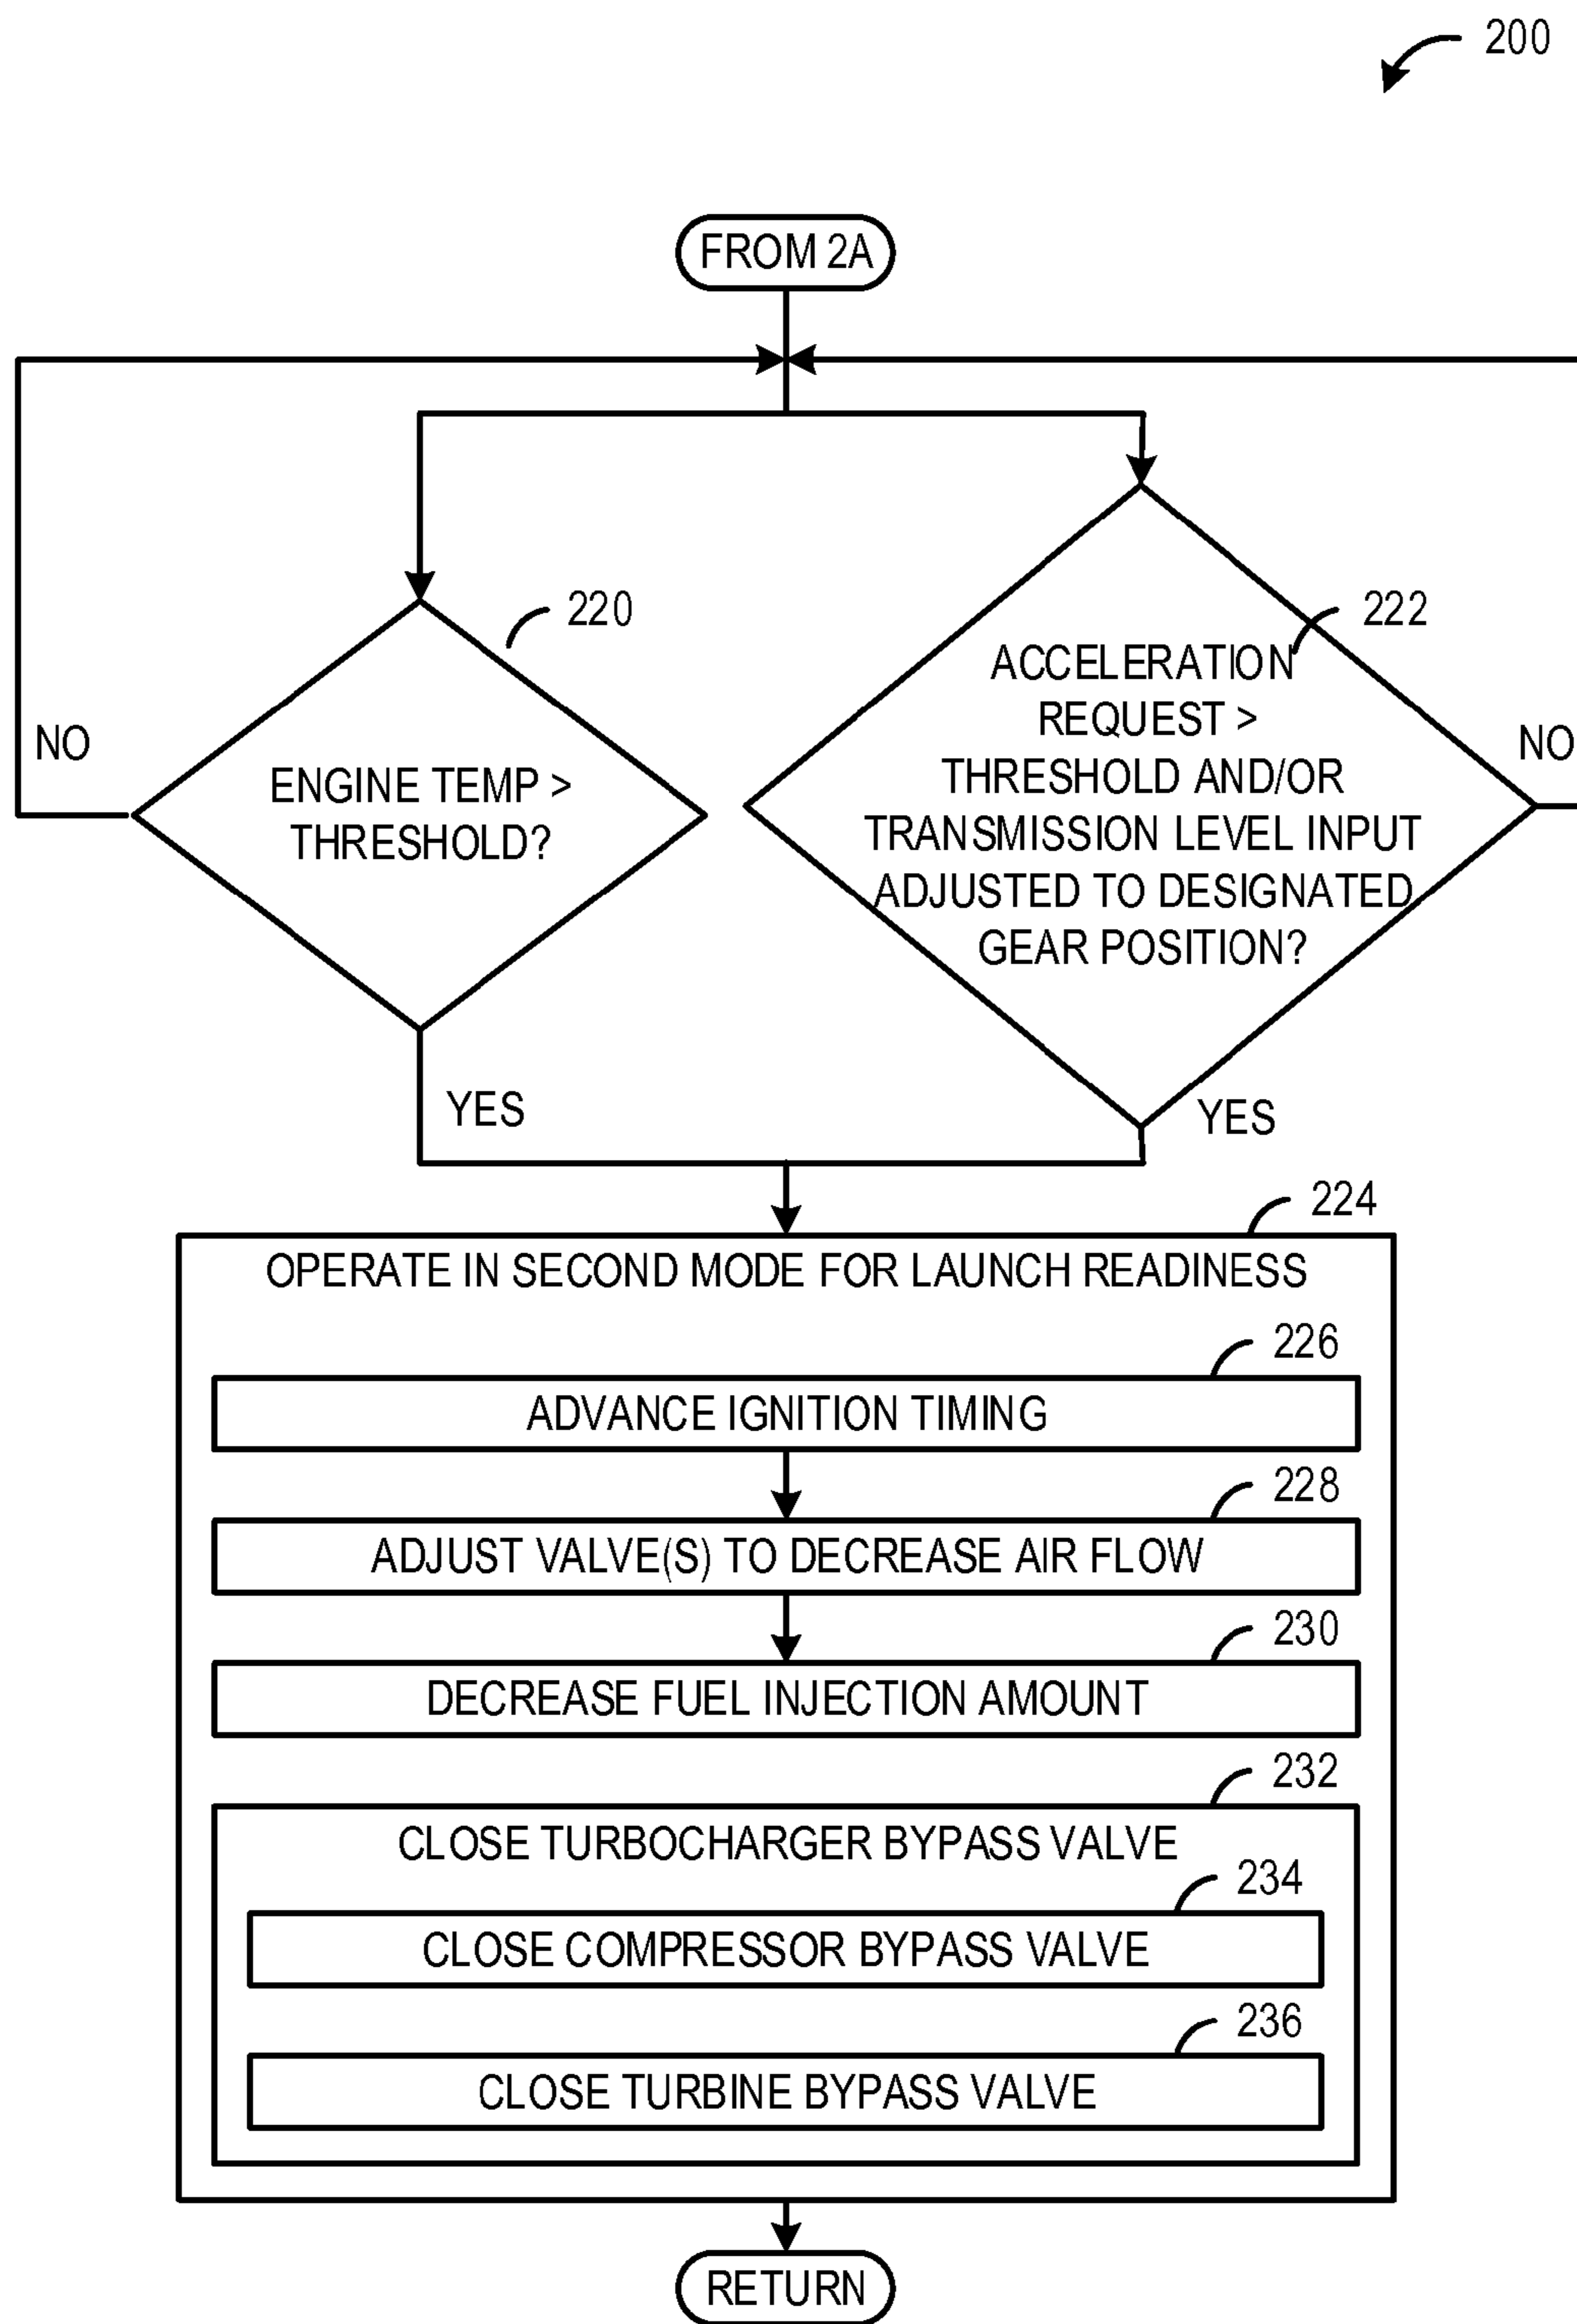 200
FROM 2A
220
222
ENGINE TEMP >
THRESHOLD?
NO
ACCELERATION
REQUEST >
THRESHOLD AND/OR
TRANSMISSION LEVEL INPUT
ADJUSTED TO DESIGNATED
GEAR POSITION?
NO
YES
YES
224
OPERATE IN SECOND MODE FOR LAUNCH READINESS
226
ADVANCE IGNITION TIMING
228
ADJUST VALVE(S) TO DECREASE AIR FLOW
230
DECREASE FUEL INJECTION AMOUNT
232
CLOSE TURBOCHARGER BYPASS VALVE
234
CLOSE COMPRESSOR BYPASS VALVE
236
CLOSE TURBINE BYPASS VALVE
RETURN